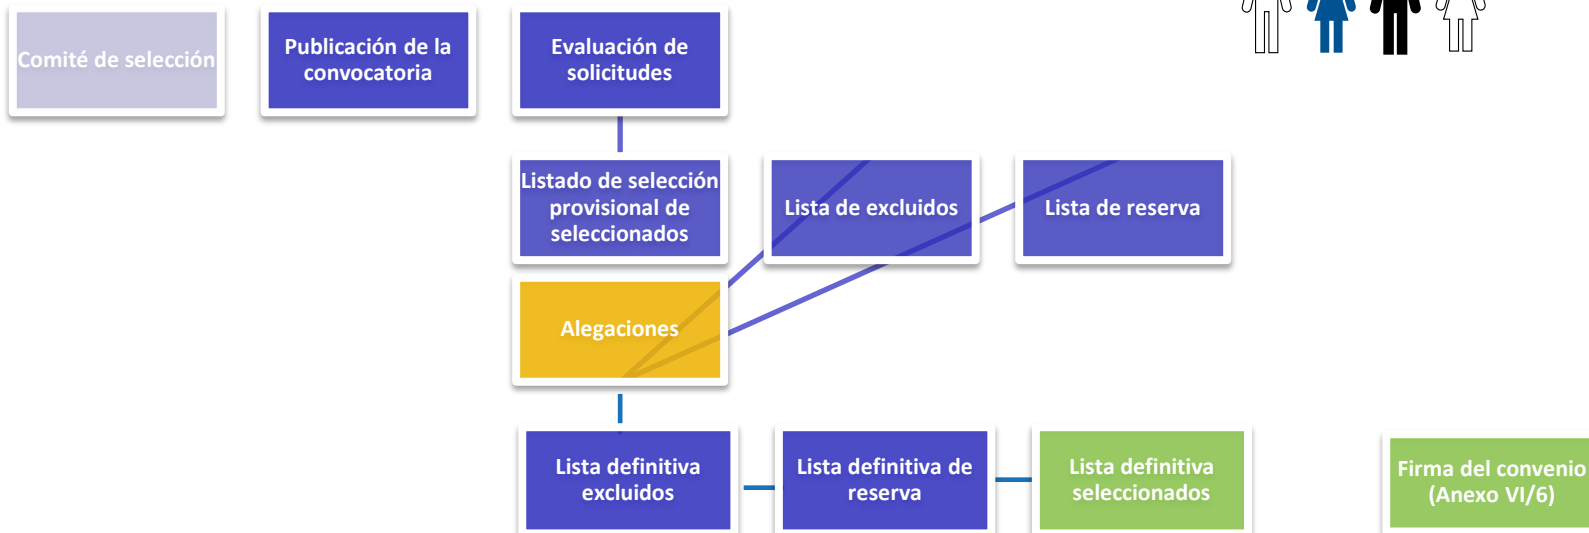 Comité de selección
Publicación de la
convocatoria
Evaluación de
solicitudes
Listado de selección
provisional de
seleccionados
Lista de excluidos
Lista de reserva
Alegaciones
Lista definitiva
excluidos
Lista definitiva de
reserva
Lista definitiva
seleccionados
Firma del convenio
(Anexo VI/6)